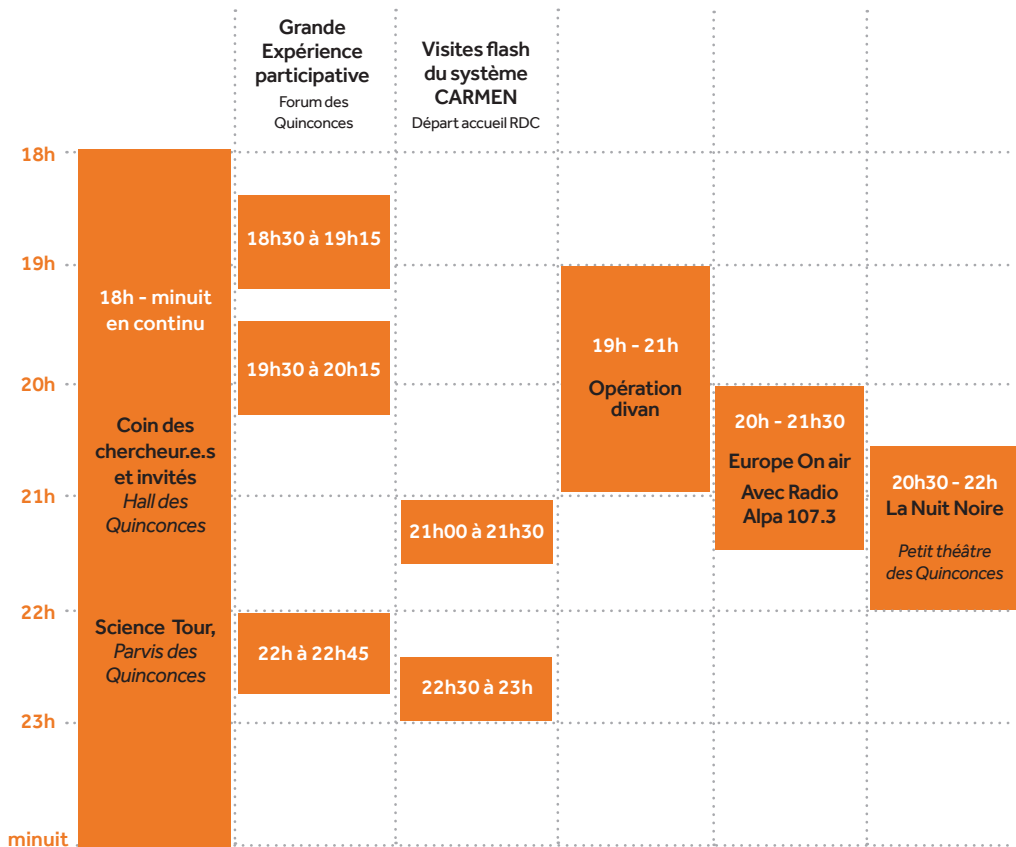 Grande
Expérience
participative
Forum des
Quinconces
Visites flash
du système
CARMEN
Départ accueil RDC
18h
19h
20h
21h
22h
23h
minuit
18h - minuit
en continu
Coin des
chercheur.e.s
et invités
Hall des
Quinconces
Science Tour,
Parvis des
Quinconces
18h30 à 19h15
19h30 à 20h15
22h à 22h45
21h00 à 21h30
22h30 à 23h
19h - 21h
Opération
divan
20h - 21h30
Europe On air
Avec Radio
Alpa 107.3
20h30 - 22h
La Nuit Noire
Petit théâtre
des Quinconces